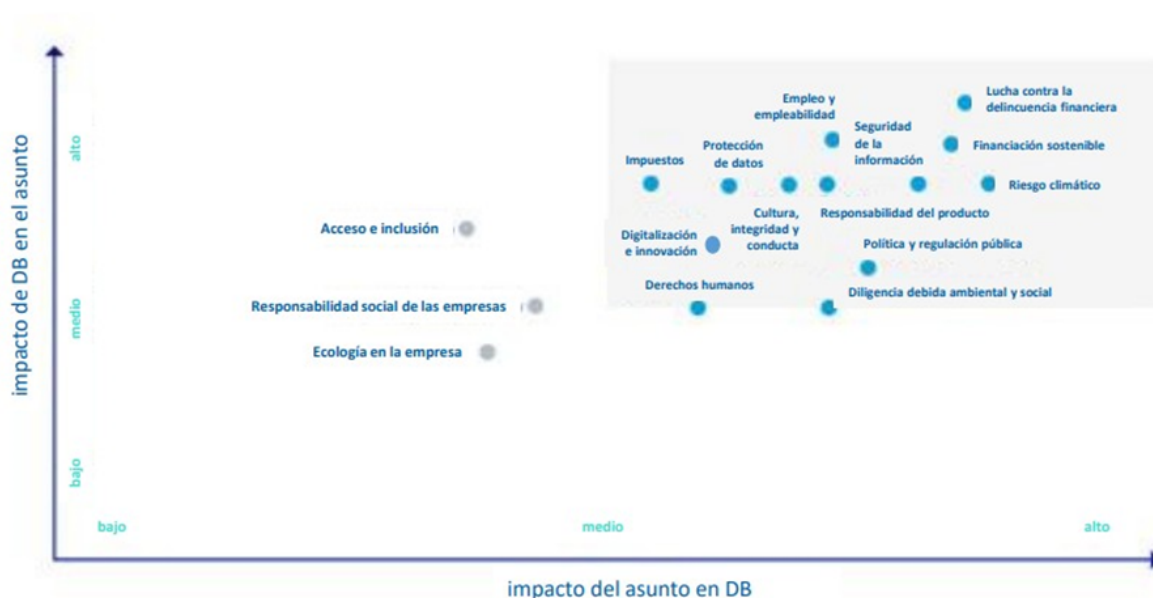 Lucha contra la
delincuencia financiera
Empleo y
empleabilidad
Seguridad
de la
información
Financiación sostenible
Protección
de datos
Impuestos
Riesgo climático
Cultura,
integridad y
conducta
Responsabilidad del producto
Acceso e inclusión
Digitalización
e innovación
Política y regulación pública
Derechos humanos
Diligencia debida ambiental y social
Responsabilidad social de las empresas
Ecología en la empresa
impacto de DB en el asunto
alto
medio
bajo
bajo
medio
alto
impacto del asunto en DB